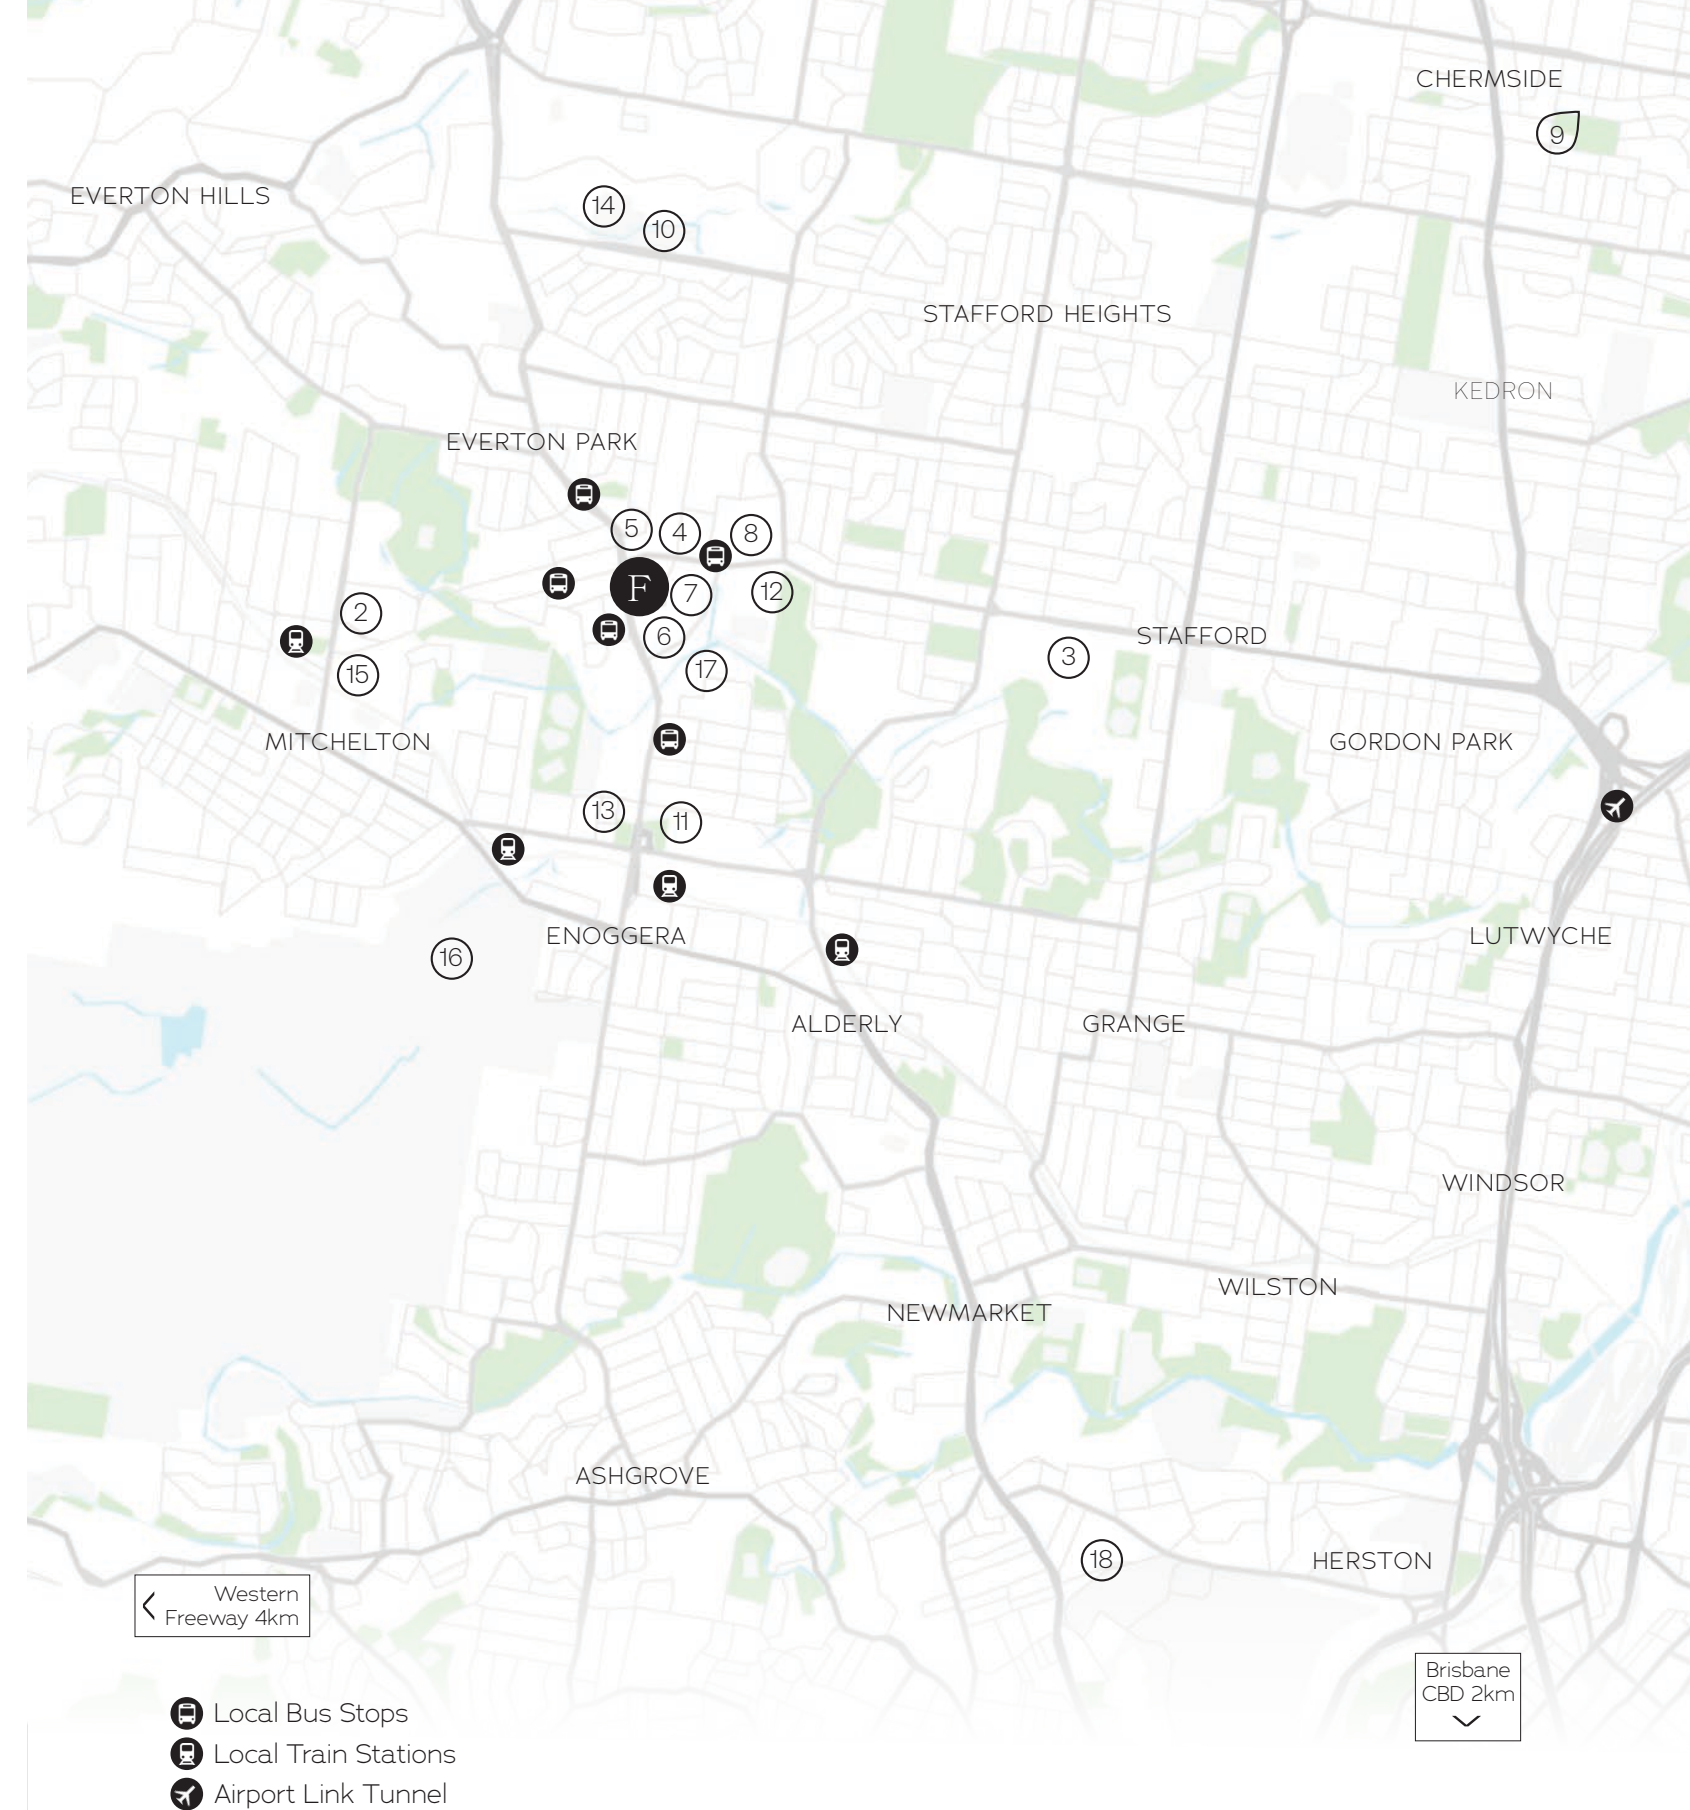 CHERMSIDE
9
EVERTON HILLS
14
10
STAFFORD HEIGHTS
KEDRON
EVERTON PARK
5
4
8
F
7
12
2
6
STAFFORD
3
17
15
MITCHELTON
GORDON PARK
13
11
ENOGGERA
LUTWYCHE
16
ALDERLY
GRANGE
WINDSOR
WILSTON
NEWMARKET
ASHGROVE
18
HERSTON
Western
Freeway 4km
Brisbane
CBD 2km
Local Bus Stops
Local Train Stations
Airport Link Tunnel